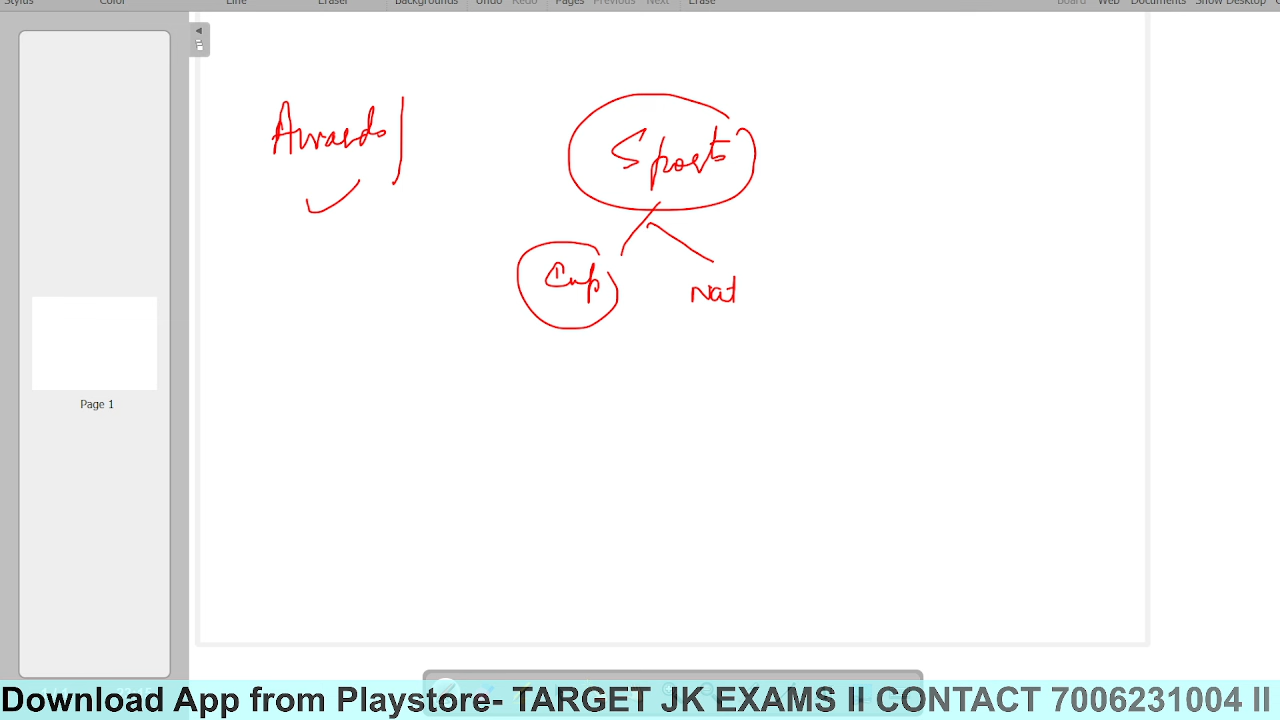 Stylus Color Line Eraser Backgrounds Undo Redo Pages Previous Next Erase Board Web Documents Show Desktop
Awards
Sports
Cup
Nat
Page 1
Download App from Playstore- TARGET JK EXAMS II CONTACT 7006231004 II